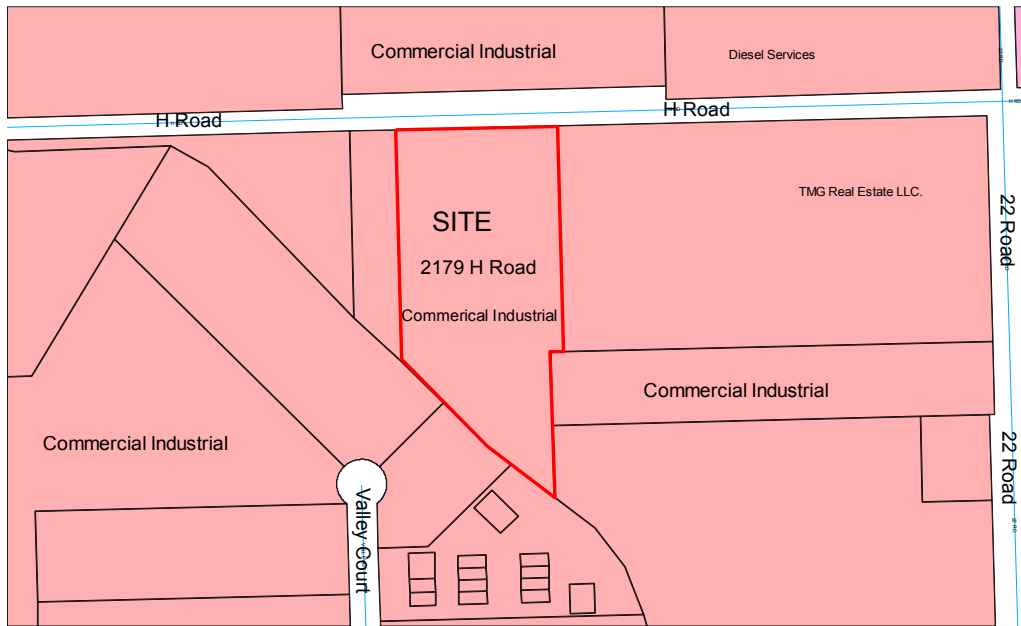 Commercial Industrial
Diesel Services
H Road
H Road
TMG Real Estate LLC.
22 Road
SITE
2179 H Road
Commerical Industrial
Commercial Industrial
Commercial Industrial
22 Road
Valley Court